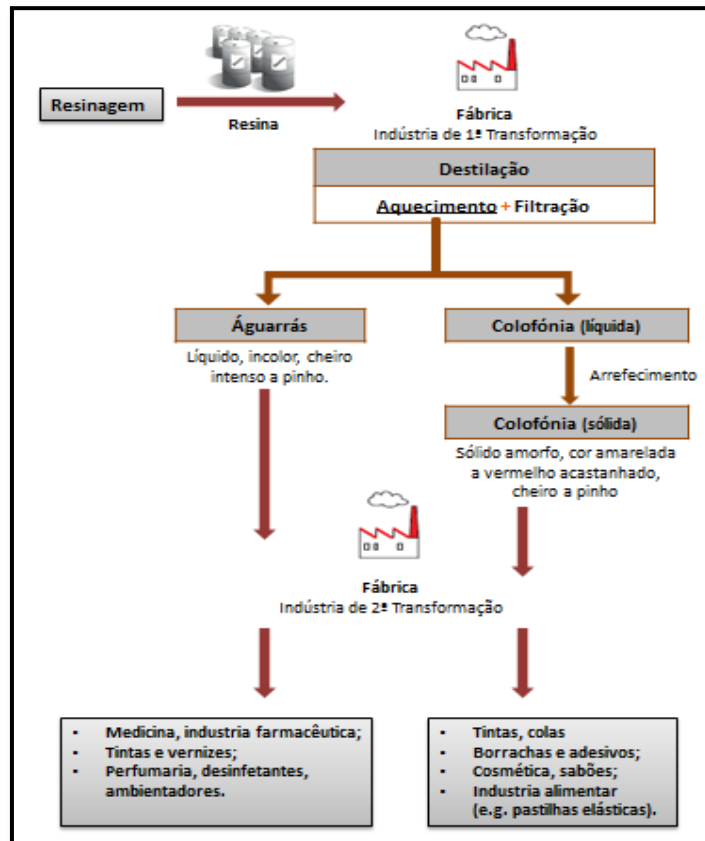 Resinagem
Resina
Fábrica
Indústria de 1ª Transformação
Destilação
Aquecimento + Filtração
Águarrás
Líquido, incolor, cheiro
intenso a pinho.
Colofónia (líquida)
Arrefecimento
Colofónia (sólida)
Sólido amorfo, cor amarelada
a vermelho acastanhado,
cheiro a pinho
Fábrica
Indústria de 2ª Transformação
▪ Medicina, industria farmacêutica;
▪ Tintas e vernizes;
▪ Perfumaria, desinfetantes,
ambientadores.
▪ Tintas, colas
▪ Borrachas e adesivos;
▪ Cosmética, sabões;
▪ Industria alimentar
(e.g. pastilhas elásticas).